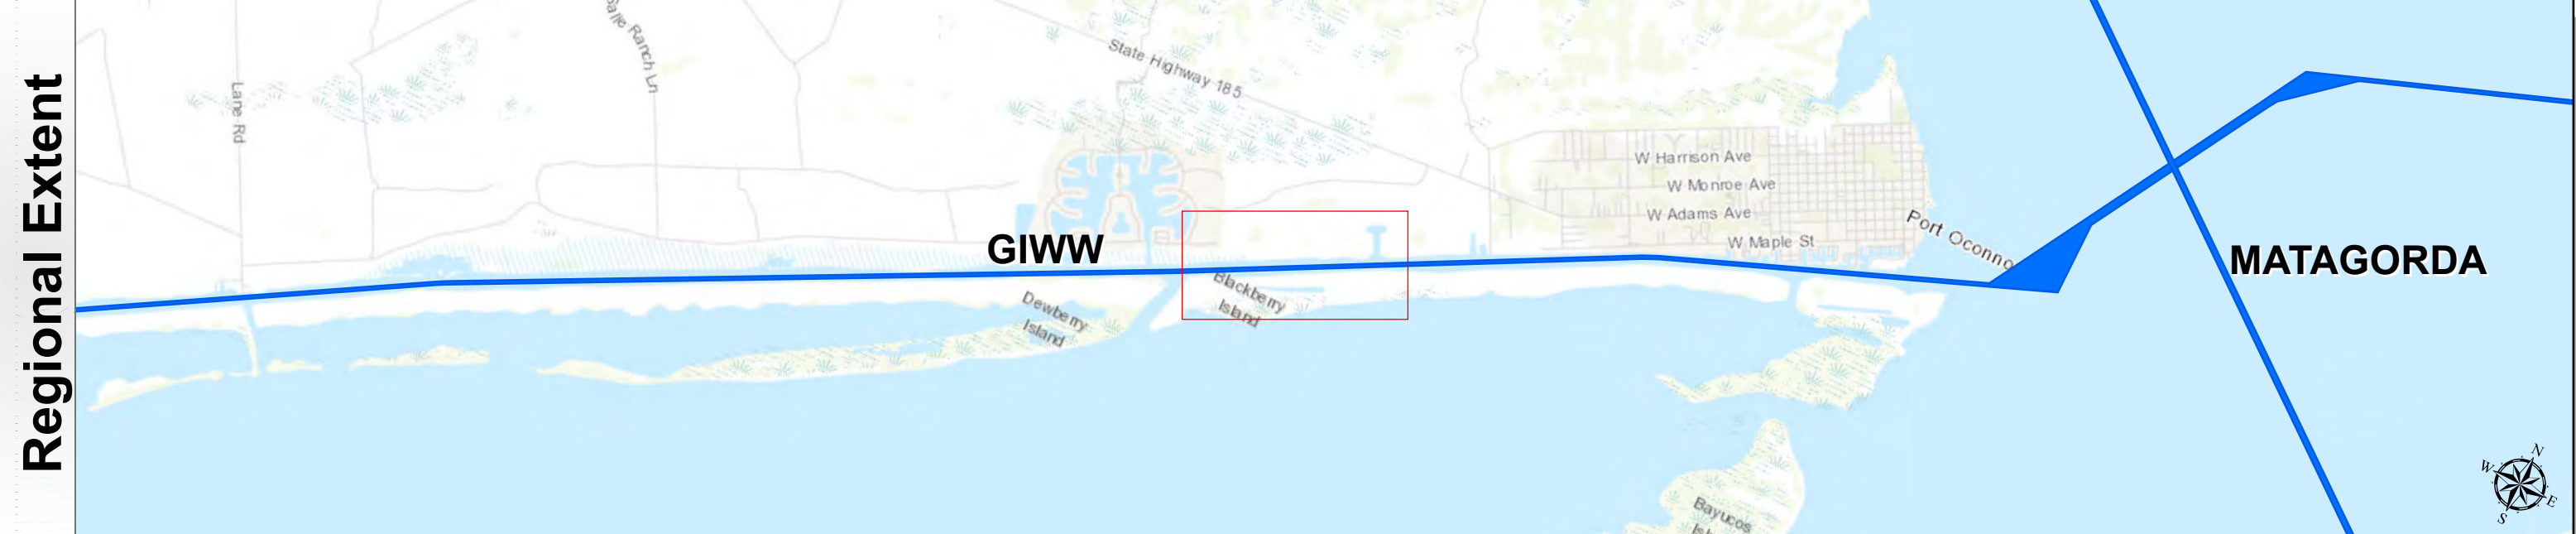 Regional Extent
Lane Rd
Ranch Ln
State Highway 185
W Harrison Ave
W Monroe Ave
W Adams Ave
W Maple St
Port Oconno
GIWW
MATAGORDA
Blackberry
Island
Dewberry
Island
Bayucos
N
W
E
S